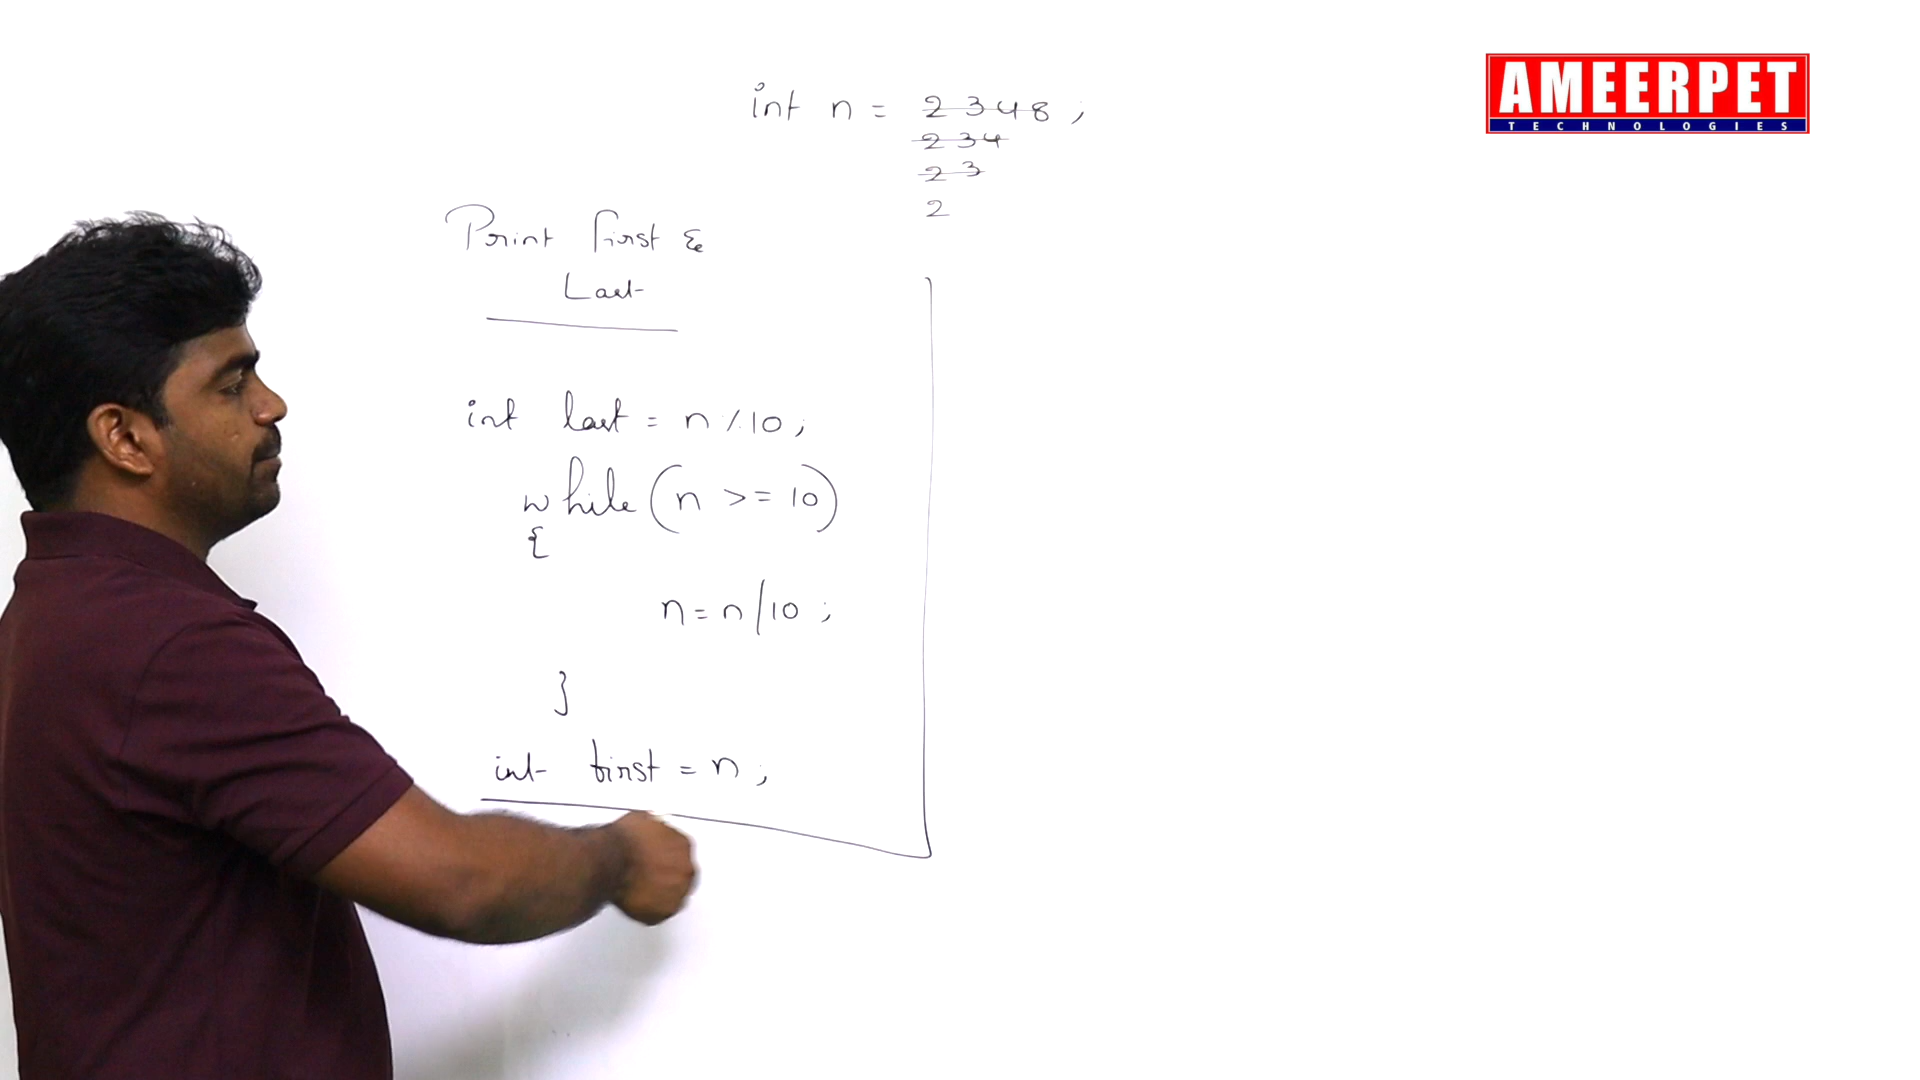 int n = 2348;
234
23
2
AMEERPET
TECHNOLOGIES
Print First &
Last
int last = n % 10;
while (n >= 10)
{
n = n/10;
}
int first = n;